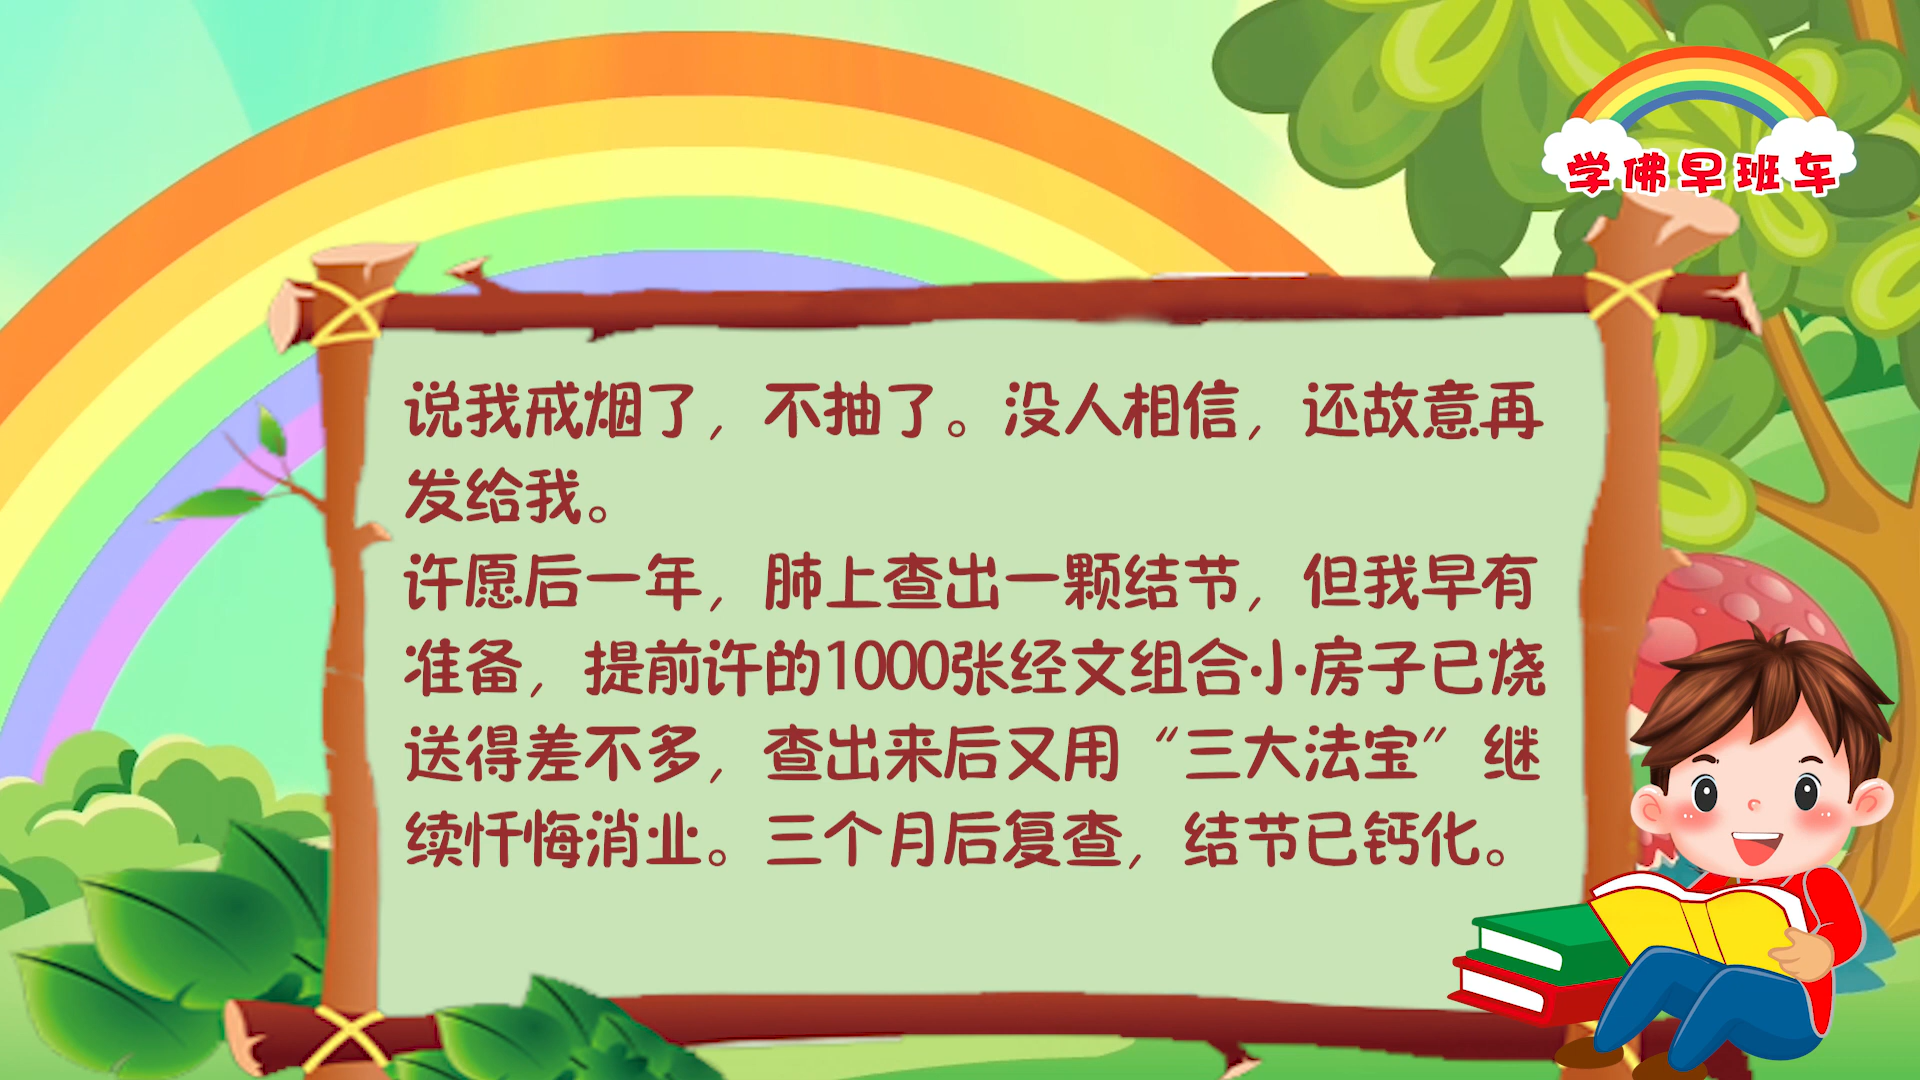 学佛早班车
说我戒烟了，不抽了。没人相信，还故意再
发给我。
许愿后一年，肺上查出一颗结节，但我早有
准备，提前许的1000张经文组合小房子已烧
送得差不多，查出来后又用“三大法宝”继
续忏悔消业。三个月后复查，结节已钙化。